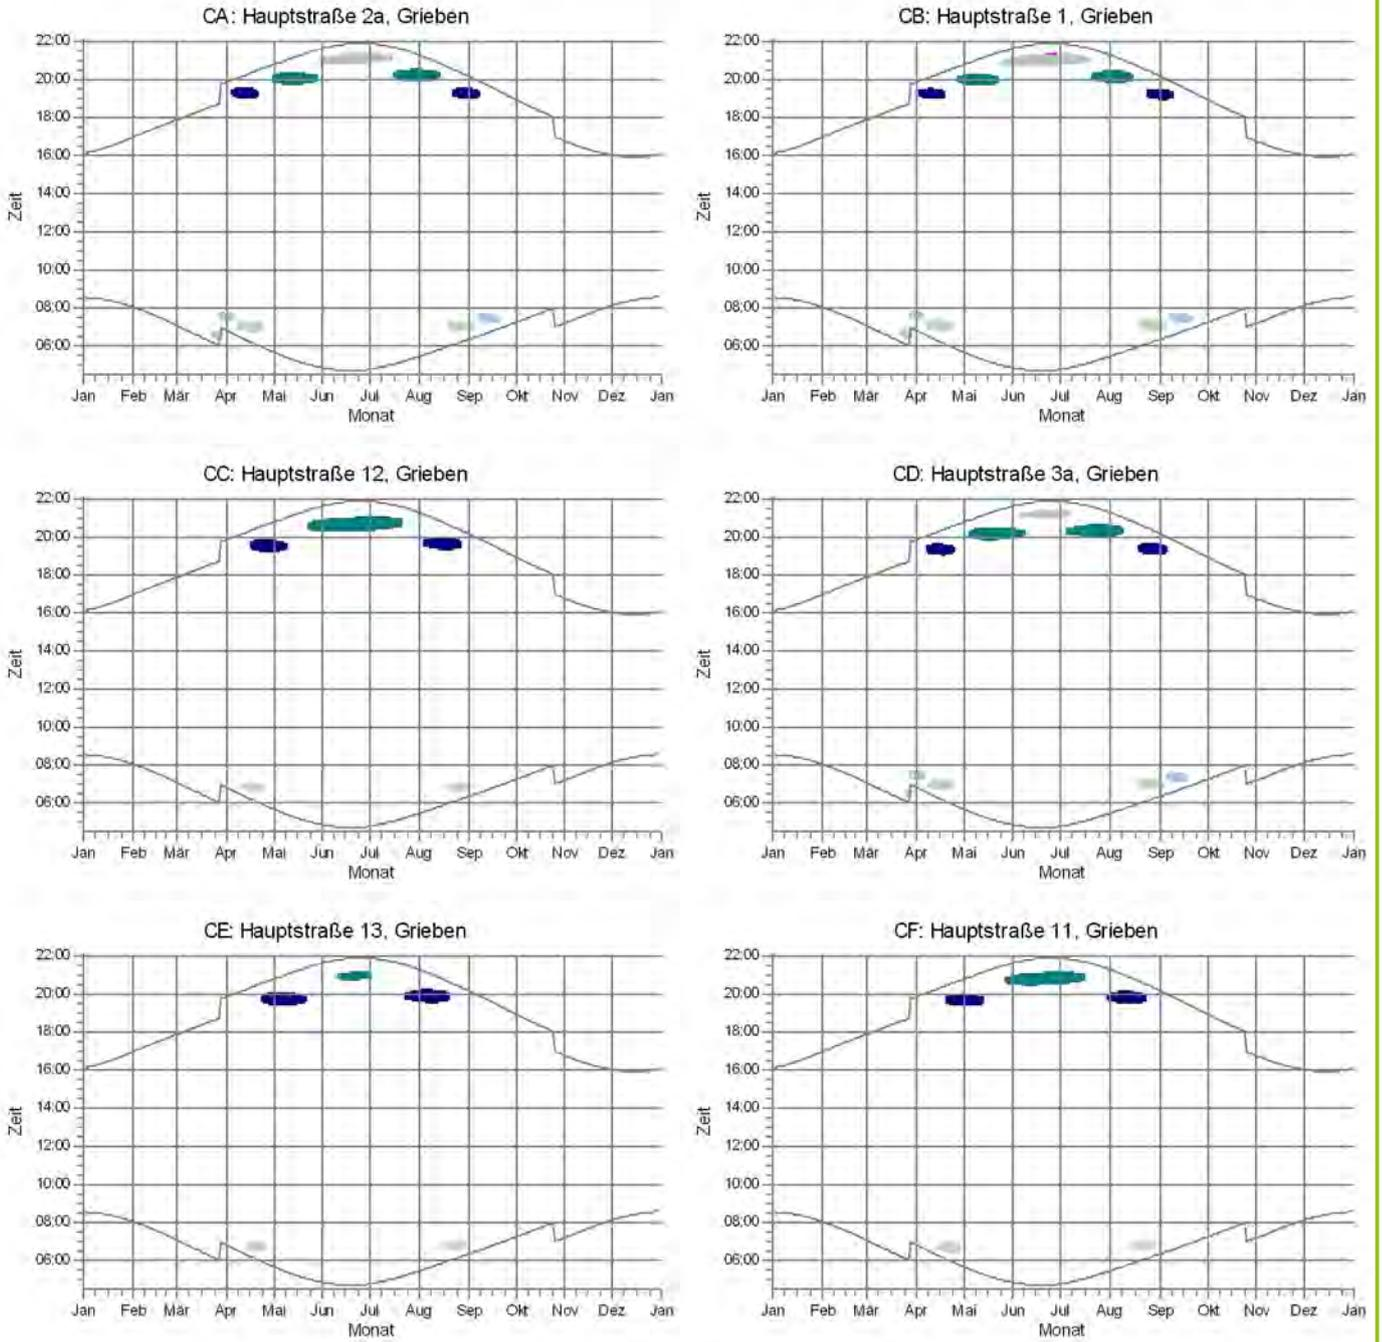 CA: Hauptstraße 2a, Grieben
22:00
20:00
18:00
16:00
14:00
12:00
10:00
08:00
06:00
Zeit
Jan Feb Mär Apr Mai Jun Jul Aug Sep Okt Nov Dez Jan
Monat
CB: Hauptstraße 1, Grieben
22:00
20:00
18:00
16:00
14:00
12:00
10:00
08:00
06:00
Zeit
Jan Feb Mär Apr Mai Jun Jul Aug Sep Okt Nov Dez Jan
Monat
CC: Hauptstraße 12, Grieben
22:00
20:00
18:00
16:00
14:00
12:00
10:00
08:00
06:00
Zeit
Jan Feb Mär Apr Mai Jun Jul Aug Sep Okt Nov Dez Jan
Monat
CD: Hauptstraße 3a, Grieben
22:00
20:00
18:00
16:00
14:00
12:00
10:00
08:00
06:00
Zeit
Jan Feb Mär Apr Mai Jun Jul Aug Sep Okt Nov Dez Jan
Monat
CE: Hauptstraße 13, Grieben
22:00
20:00
18:00
16:00
14:00
12:00
10:00
08:00
06:00
Zeit
Jan Feb Mär Apr Mai Jun Jul Aug Sep Okt Nov Dez Jan
Monat
CF: Hauptstraße 11, Grieben
22:00
20:00
18:00
16:00
14:00
12:00
10:00
08:00
06:00
Zeit
Jan Feb Mär Apr Mai Jun Jul Aug Sep Okt Nov Dez Jan
Monat